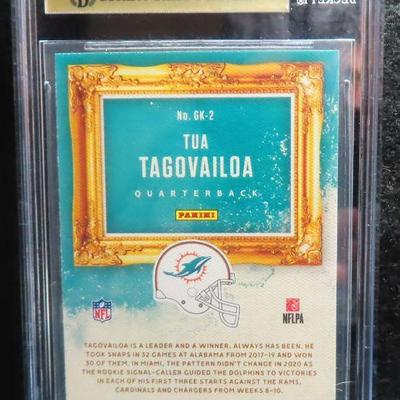 No. GK-2
TUA
TAGOVAILOA
QUARTERBACK
PANINI
NFL
NFLPA
TAGOVAILOA IS A LEADER AND A WINNER. ALWAYS HAS BEEN. HE
TOOK SNAPS IN 32 GAMES AT ALABAMA FROM 2017-19 AND WON
30 OF THEM. IN MIAMI, THE PATTERN DIDN'T CHANGE IN 2020 AS
THE ROOKIE SIGNAL-CALLER GUIDED THE DOLPHINS TO VICTORIES
IN EACH OF HIS FIRST THREE STARTS AGAINST THE RAMS,
CARDINALS AND CHARGERS FROM WEEKS 8-10.